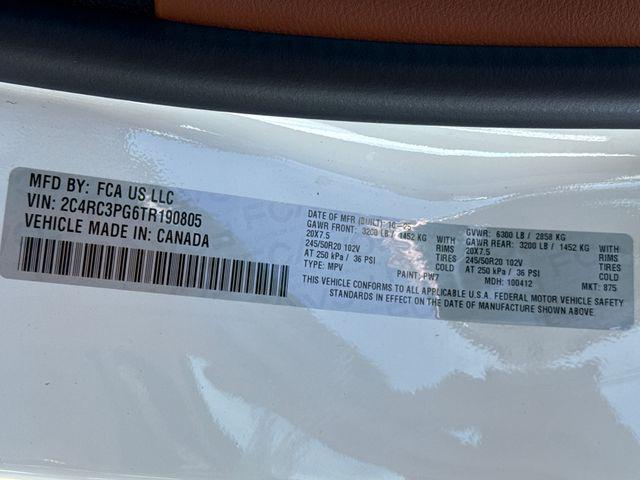 MFD BY: FCA US LLC
VIN: 2C4RC3PG6TR190805
VEHICLE MADE IN: CANADA
DATE OF MFR (BUILT): 10-25 GVWR: 6300 LB / 2858 KG
GAWR FRONT: 3200 LB / 1452 KG WITH GAWR REAR: 3200 LB / 1452 KG WITH
20X7.5 RIMS 20X7.5 RIMS
245/50R20 102V TIRES 245/50R20 102V TIRES
AT 250 kPa / 36 PSI COLD AT 250 kPa / 36 PSI COLD
TYPE: MPV PAINT: PW7 MDH: 100412 MKT: 875
THIS VEHICLE CONFORMS TO ALL APPLICABLE U.S.A. FEDERAL MOTOR VEHICLE SAFETY
STANDARDS IN EFFECT ON THE DATE OF MANUFACTURE SHOWN ABOVE.